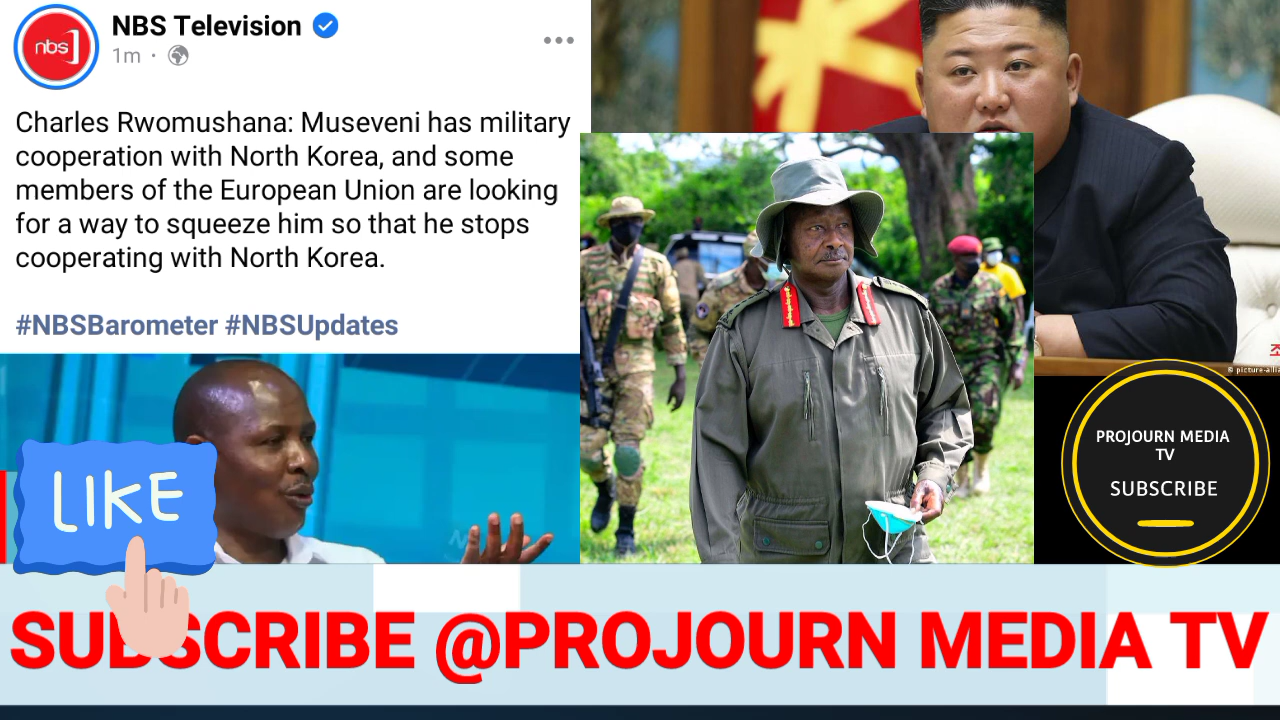 NBS Television
1m ·
nbs
Charles Rwomushana: Museveni has military
cooperation with North Korea, and some
members of the European Union are looking
for a way to squeeze him so that he stops
cooperating with North Korea.
#NBSBarometer #NBSUpdates
LIKE
© picture-allia
PROJOURN MEDIA
TV
SUBSCRIBE
SUBSCRIBE @PROJOURN MEDIA TV